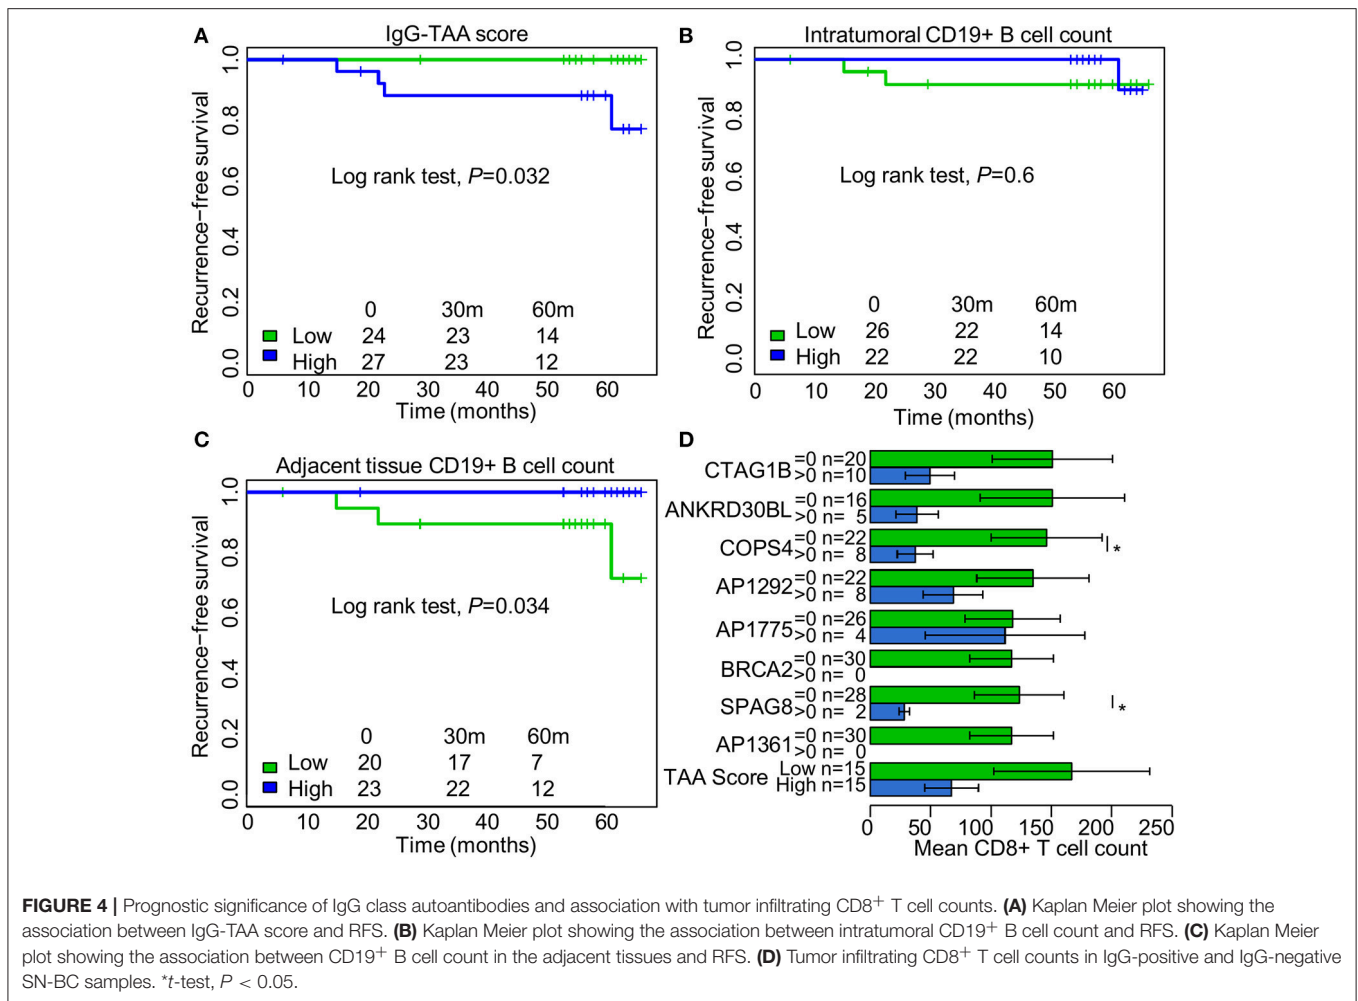 A
IgG-TAA score
Recurrence-free survival
1.0
0.8
0.6
0.4
0.2
0.0
Log rank test, P=0.032
0 30m 60m
Low 24 23 14
High 27 23 12
0 10 20 30 40 50 60
Time (months)
B
Intratumoral CD19+ B cell count
Recurrence-free survival
1.0
0.8
0.6
0.4
0.2
0.0
Log rank test, P=0.6
0 30m 60m
Low 26 22 14
High 22 22 10
0 10 20 30 40 50 60
Time (months)
C
Adjacent tissue CD19+ B cell count
Recurrence-free survival
1.0
0.8
0.6
0.4
0.2
0.0
Log rank test, P=0.034
0 30m 60m
Low 20 17 7
High 23 22 12
0 10 20 30 40 50 60
Time (months)
D
CTAG1B =0 n=20
>0 n=10
ANKRD30BL =0 n=16
>0 n= 5
COPS4 =0 n=22
>0 n= 8
*
AP1292 =0 n=22
>0 n= 8
AP1775 =0 n=26
>0 n= 4
BRCA2 =0 n=30
>0 n= 0
SPAG8 =0 n=28
>0 n= 2
*
AP1361 =0 n=30
>0 n= 0
TAA Score Low n=15
High n=15
0 50 100 150 200 250
Mean CD8+ T cell count
FIGURE 4 | Prognostic significance of IgG class autoantibodies and association with tumor infiltrating CD8+ T cell counts. (A) Kaplan Meier plot showing the
association between IgG-TAA score and RFS. (B) Kaplan Meier plot showing the association between intratumoral CD19+ B cell count and RFS. (C) Kaplan Meier
plot showing the association between CD19+ B cell count in the adjacent tissues and RFS. (D) Tumor infiltrating CD8+ T cell counts in IgG-positive and IgG-negative
SN-BC samples. *t-test, P < 0.05.